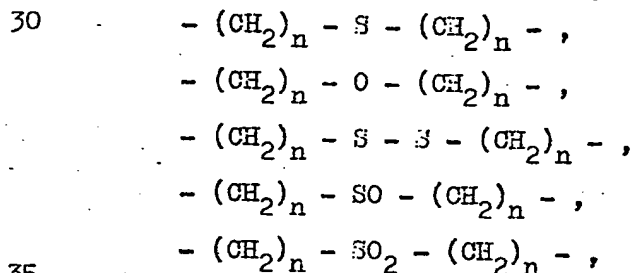 30 - (CH₂)ₙ - S - (CH₂)ₙ - ,
- (CH₂)ₙ - O - (CH₂)ₙ - ,
- (CH₂)ₙ - S - S - (CH₂)ₙ - ,
- (CH₂)ₙ - SO - (CH₂)ₙ - ,
- (CH₂)ₙ - SO₂ - (CH₂)ₙ - ,
35